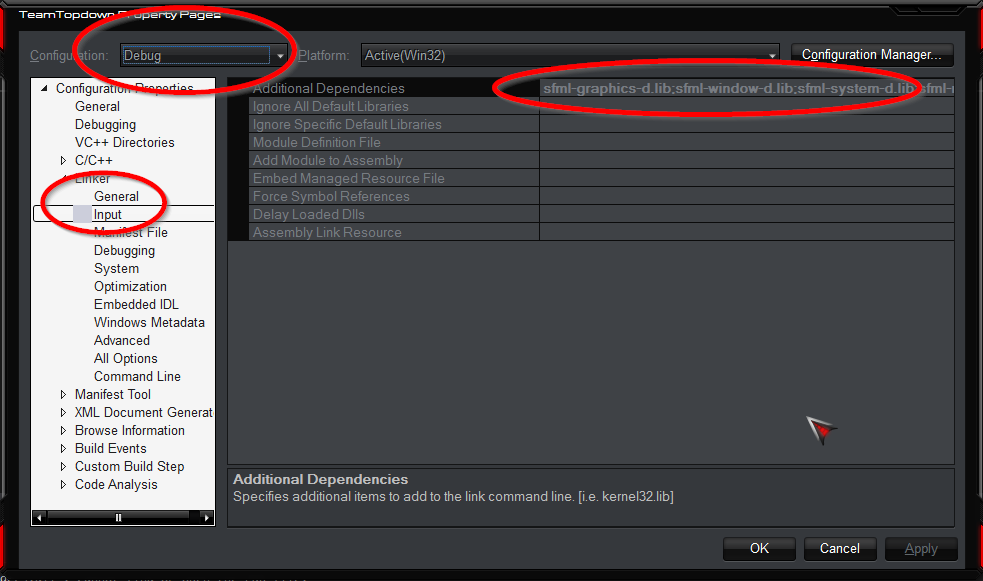 TeamTopdown Property Pages
Configuration: Debug Platform: Active(Win32) Configuration Manager...
Configuration Properties
General
Debugging
VC++ Directories
C/C++
Linker
General
Input
Manifest File
Debugging
System
Optimization
Embedded IDL
Windows Metadata
Advanced
All Options
Command Line
Manifest Tool
XML Document Generat
Browse Information
Build Events
Custom Build Step
Code Analysis
Additional Dependencies sfml-graphics-d.lib;sfml-window-d.lib;sfml-system-d.lib;sfml-
Ignore All Default Libraries
Ignore Specific Default Libraries
Module Definition File
Add Module to Assembly
Embed Managed Resource File
Force Symbol References
Delay Loaded Dlls
Assembly Link Resource
Additional Dependencies
Specifies additional items to add to the link command line. [i.e. kernel32.lib]
OK Cancel Apply